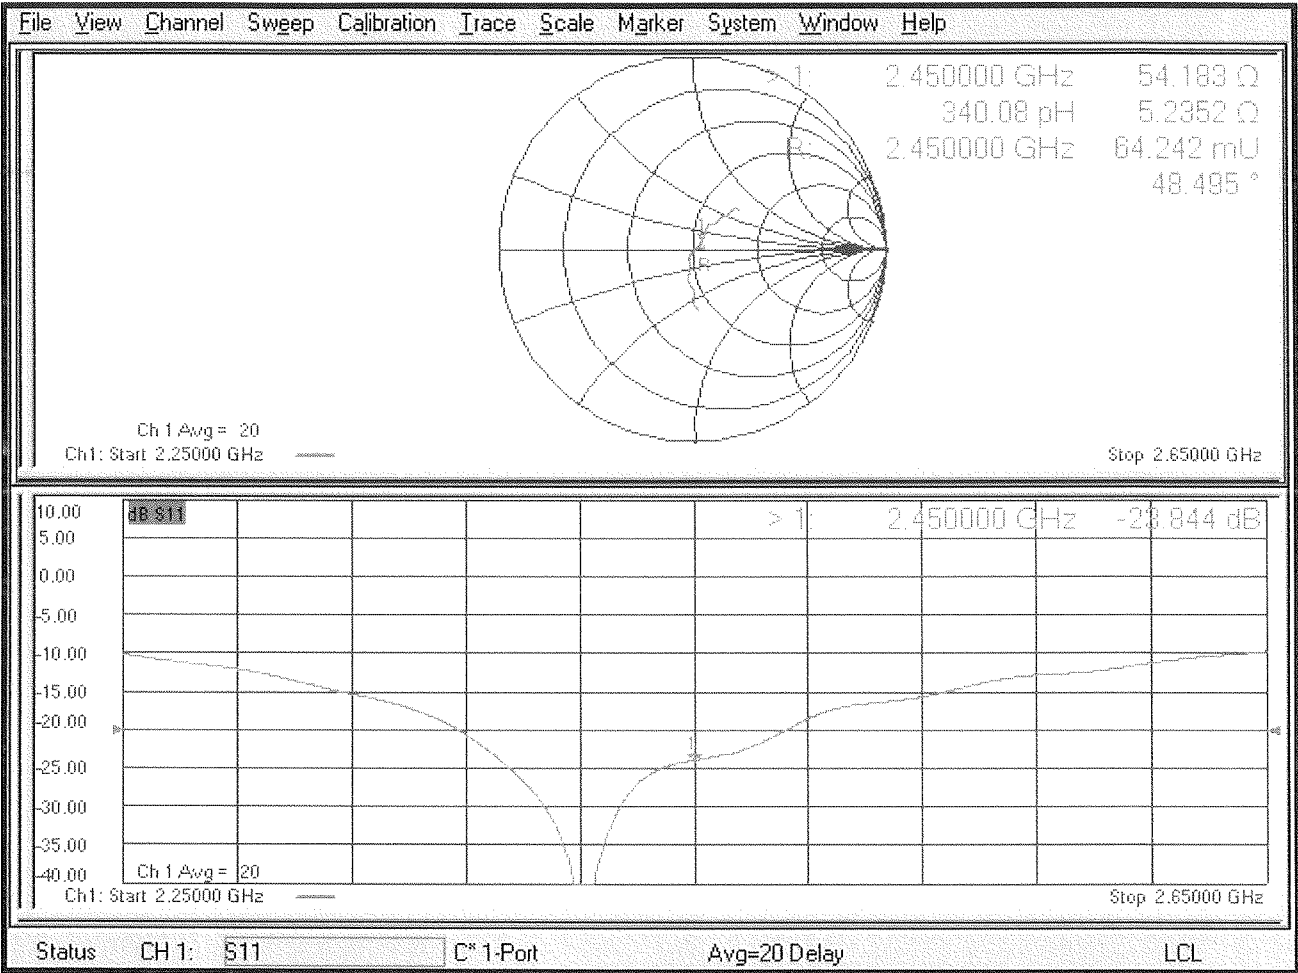 File View Channel Sweep Calibration Trace Scale Marker System Window Help
> 1: 2.450000 GHz 54.183 Ω
340.08 pH 5.2352 Ω
R: 2.450000 GHz 64.242 mU
48.495 °
R
Ch 1 Avg = 20
Ch1: Start 2.25000 GHz
Stop 2.65000 GHz
10.00
dB S11
> 1: 2.450000 GHz -23.844 dB
5.00
0.00
-5.00
-10.00
-15.00
-20.00
1
-25.00
-30.00
-35.00
-40.00
Ch 1 Avg = 20
Ch1: Start 2.25000 GHz
Stop 2.65000 GHz
Status CH 1: S11 C* 1-Port Avg=20 Delay LCL